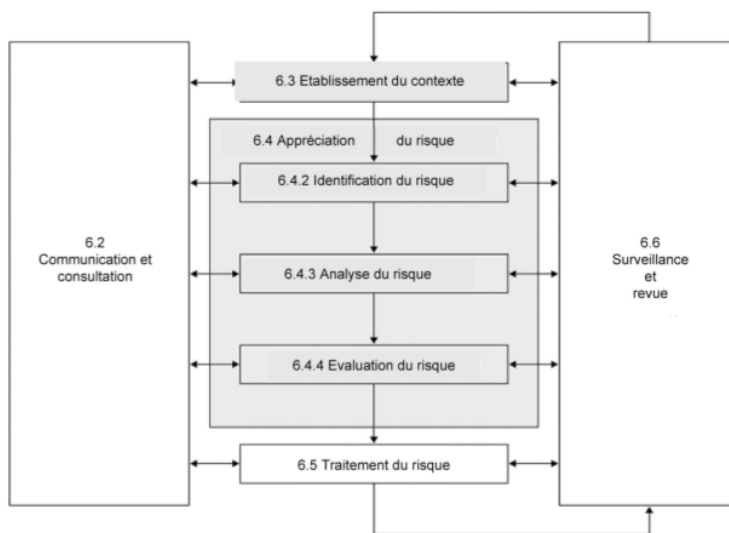 6.3 Etablissement du contexte
6.4 Appréciation du risque
6.4.2 Identification du risque
6.2
Communication et
consultation
6.6
Surveillance
et
revue
6.4.3 Analyse du risque
6.4.4 Evaluation du risque
6.5 Traitement du risque